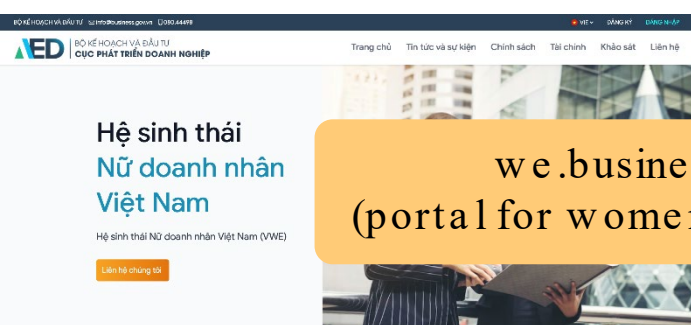 BỘ KẾ HOẠCH VÀ ĐẦU TƯ info@business.gov.vn 080.44498 VIE ĐĂNG KÝ ĐĂNG NHẬP
AED BỘ KẾ HOẠCH VÀ ĐẦU TƯ
CỤC PHÁT TRIỂN DOANH NGHIỆP
Trang chủ Tin tức và sự kiện Chính sách Tài chính Khảo sát Liên hệ
Hệ sinh thái
Nữ doanh nhân
Việt Nam
Hệ sinh thái Nữ doanh nhân Việt Nam (VWE)
Liên hệ chúng tôi
we.busine
(portal for